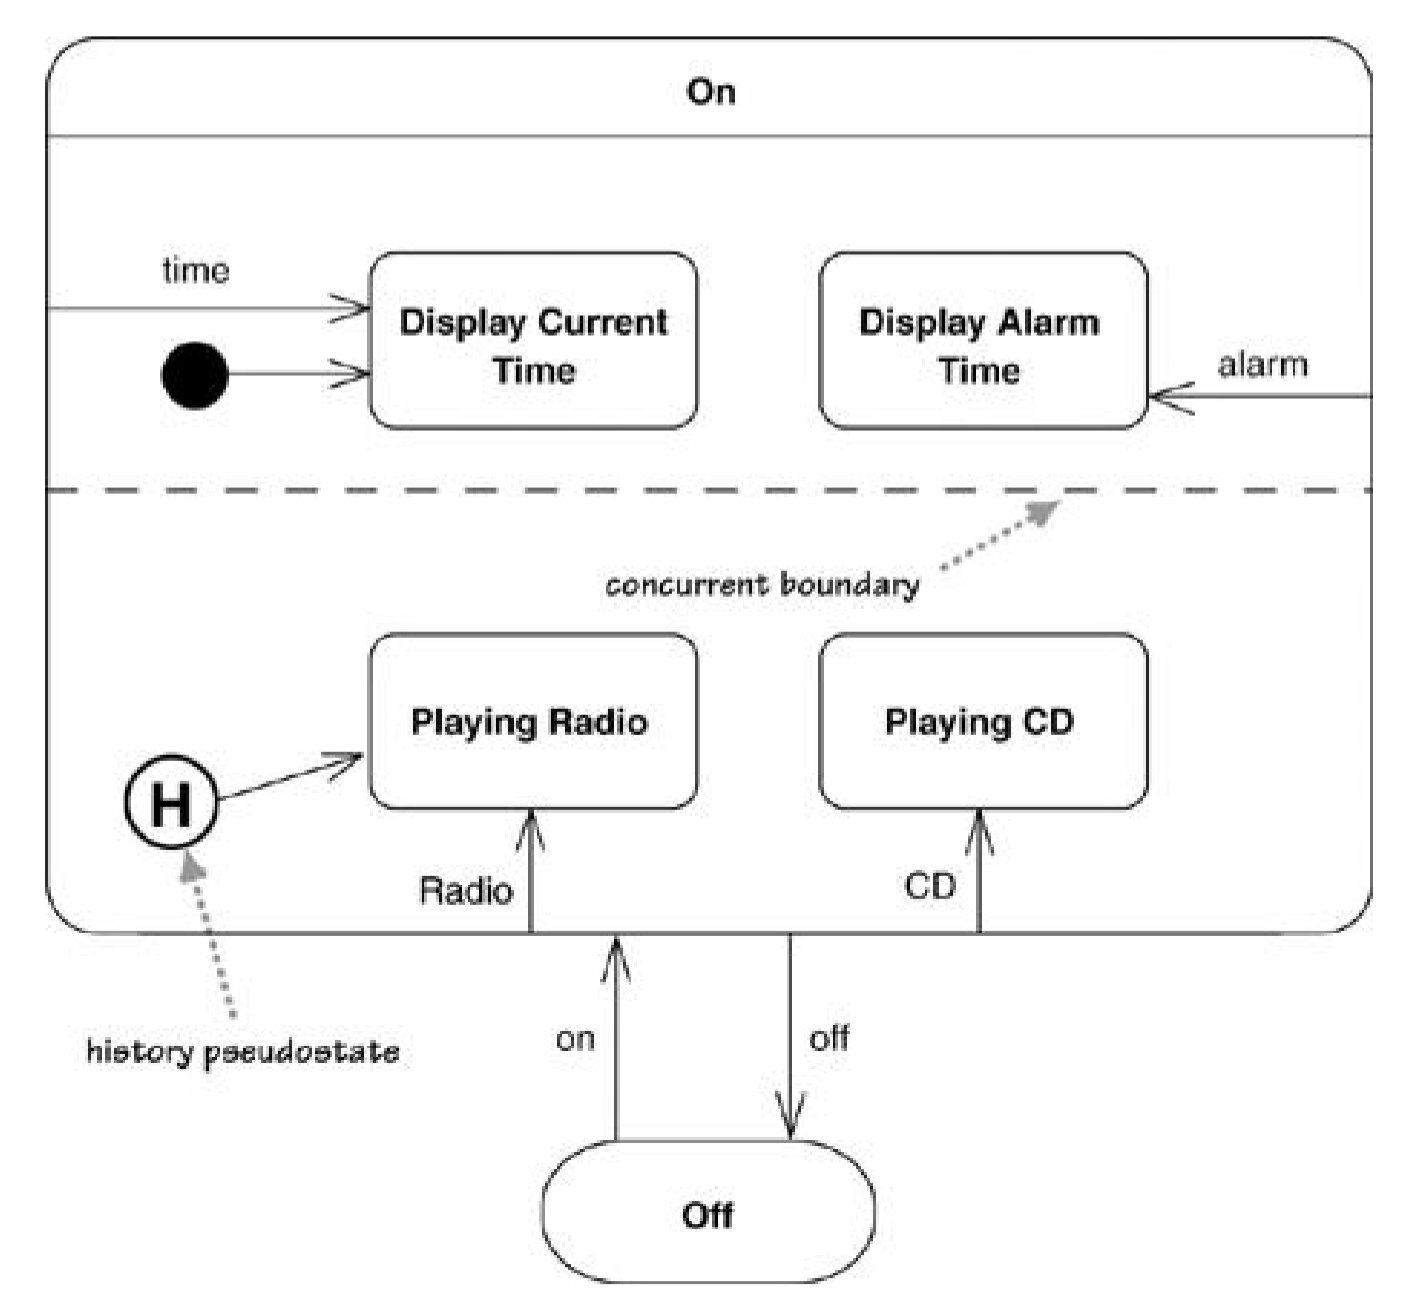 On
time
Display Current
Time
Display Alarm
Time
alarm
concurrent boundary
Playing Radio
Playing CD
H
Radio
CD
history pseudostate
on
off
Off